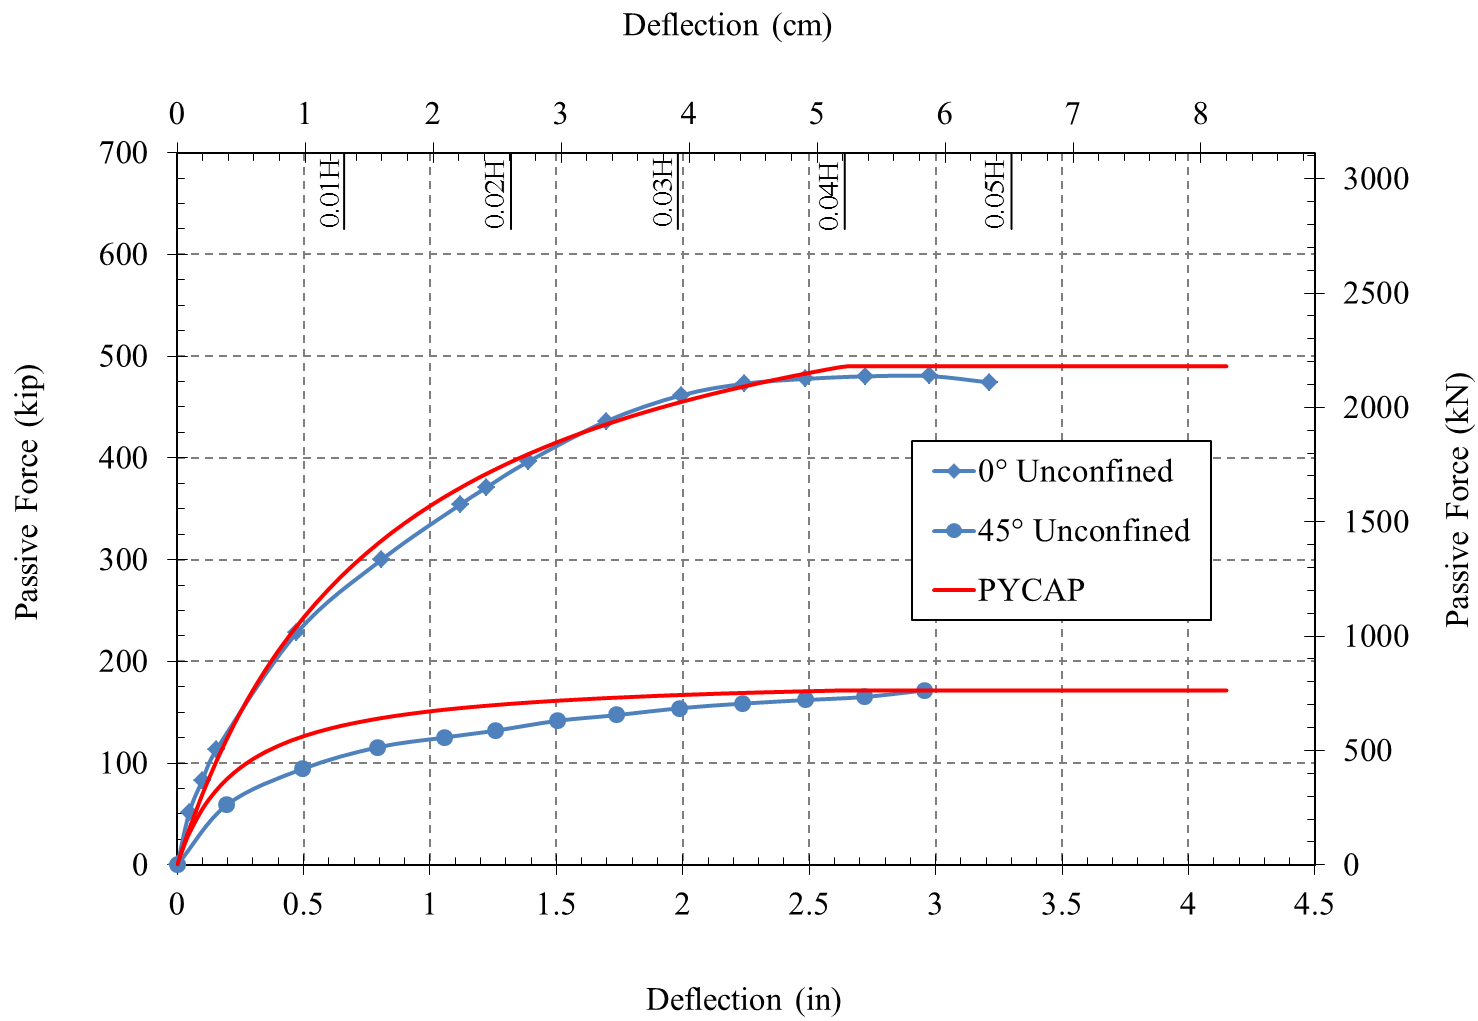 Deflection (cm)
0 1 2 3 4 5 6 7 8
0.01H 0.02H 0.03H 0.04H 0.05H
700
600
500
400
300
200
100
0
Passive Force (kip)
3000
2500
2000
1500
1000
500
0
Passive Force (kN)
0° Unconfined
45° Unconfined
PYCAP
0 0.5 1 1.5 2 2.5 3 3.5 4 4.5
Deflection (in)